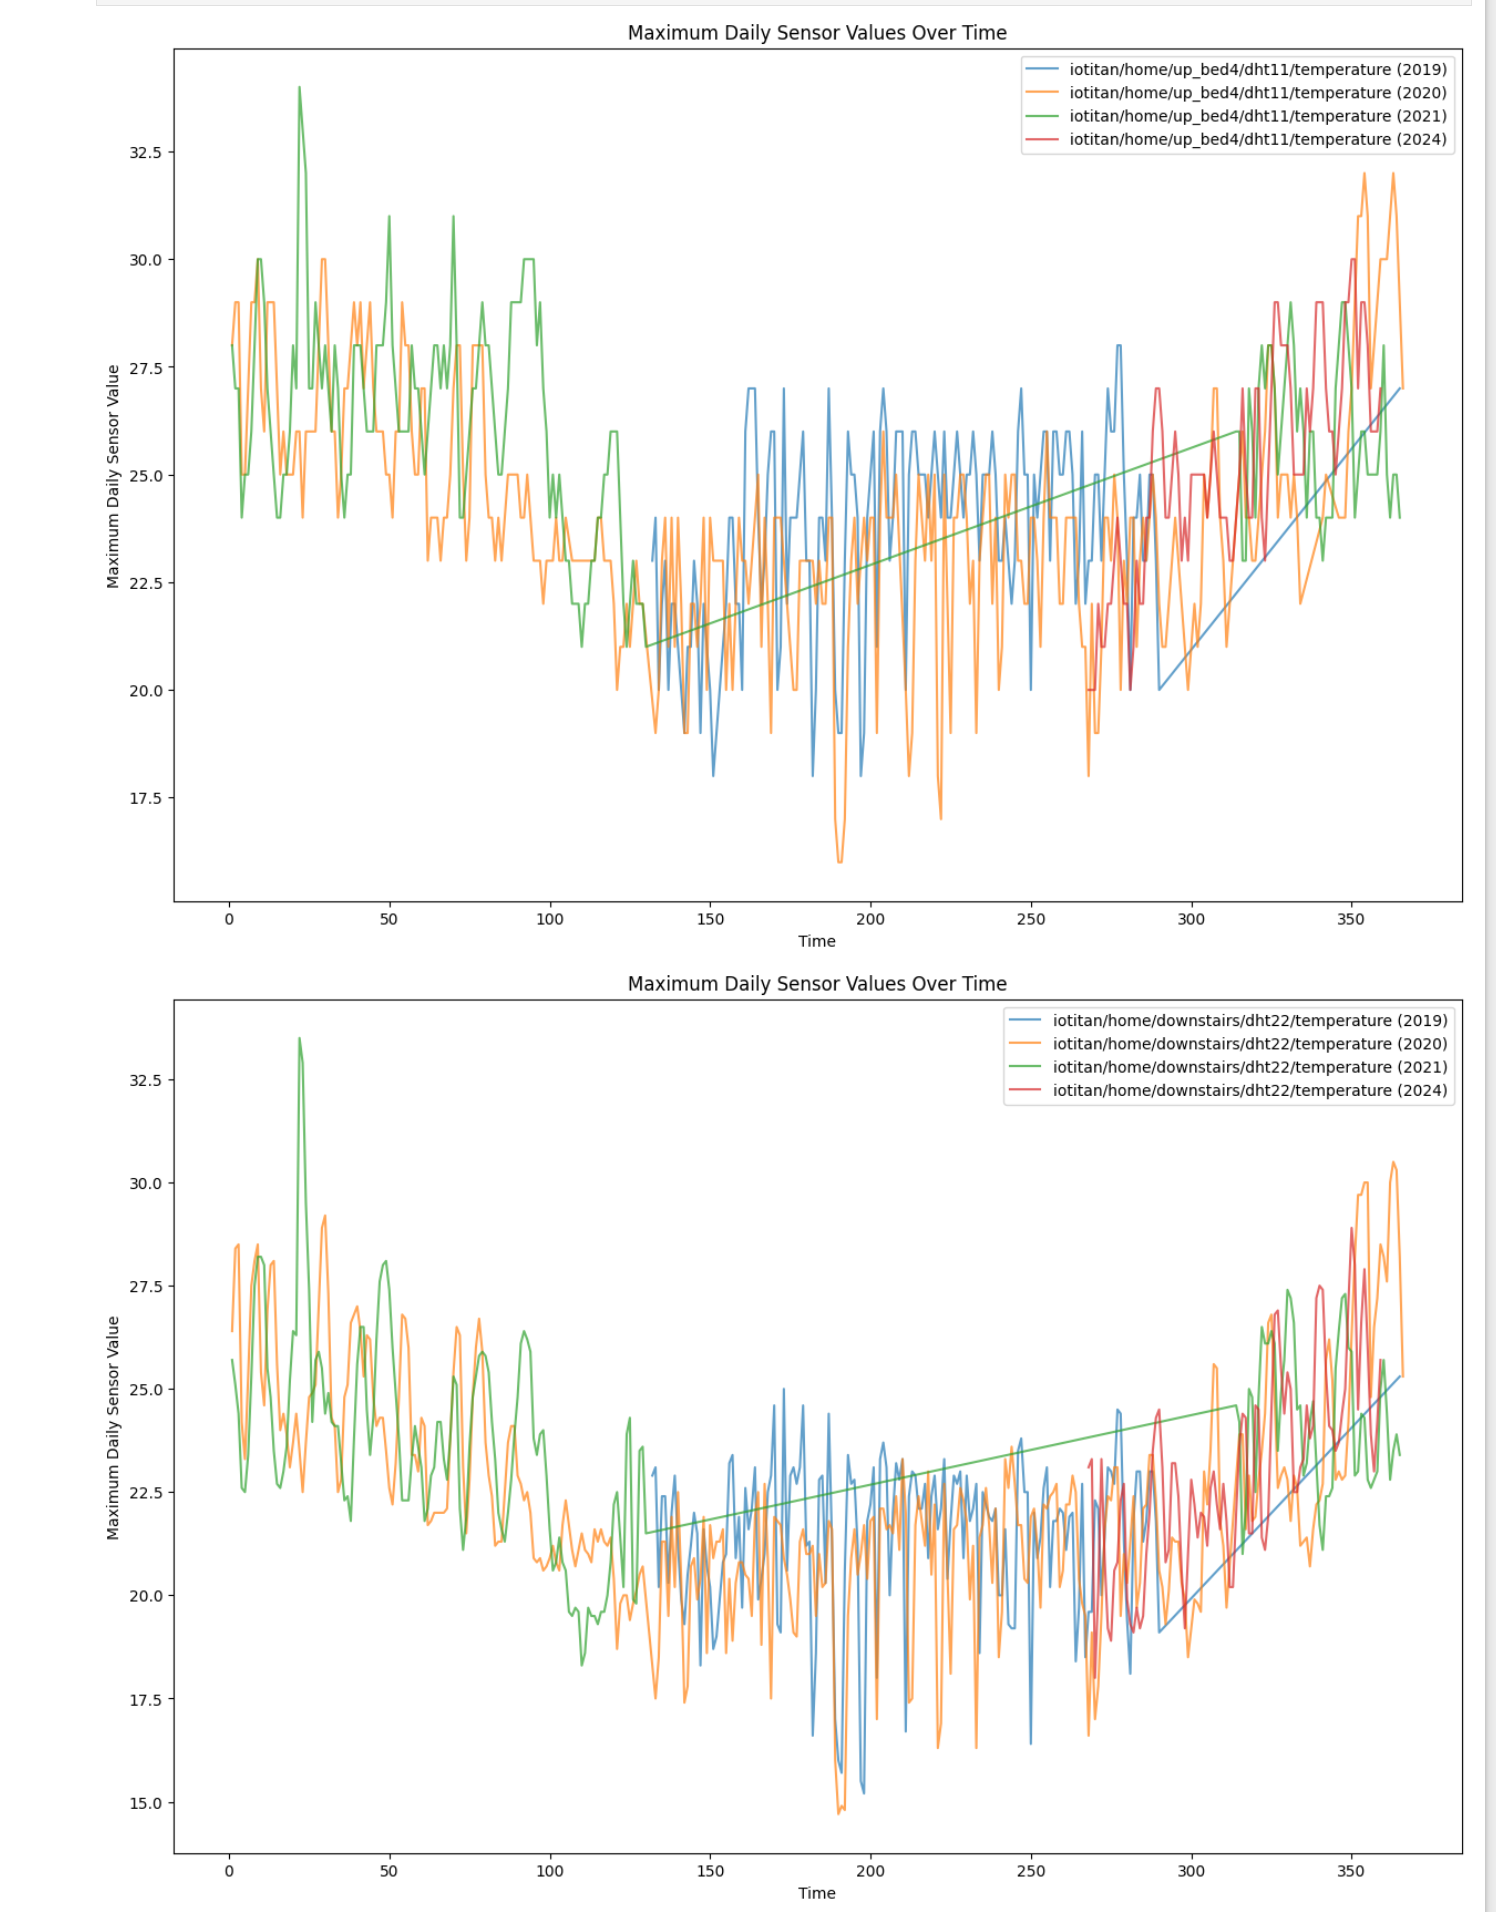 Maximum Daily Sensor Values Over Time
iotitan/home/up_bed4/dht11/temperature (2019)
iotitan/home/up_bed4/dht11/temperature (2020)
iotitan/home/up_bed4/dht11/temperature (2021)
iotitan/home/up_bed4/dht11/temperature (2024)
Maximum Daily Sensor Value
32.5
30.0
27.5
25.0
22.5
20.0
17.5
0 50 100 150 200 250 300 350
Time
Maximum Daily Sensor Values Over Time
iotitan/home/downstairs/dht22/temperature (2019)
iotitan/home/downstairs/dht22/temperature (2020)
iotitan/home/downstairs/dht22/temperature (2021)
iotitan/home/downstairs/dht22/temperature (2024)
Maximum Daily Sensor Value
32.5
30.0
27.5
25.0
22.5
20.0
17.5
15.0
0 50 100 150 200 250 300 350
Time